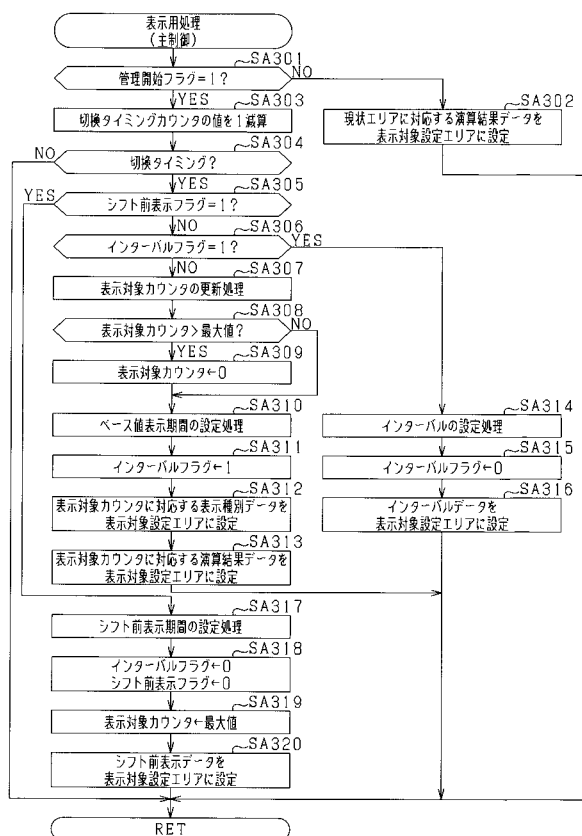 表示用処理
(主制御)
SA301
管理開始フラグ=1?
NO
YES
SA303
切換タイミングカウンタの値を1減算
SA302
現状エリアに対応する演算結果データを
表示対象設定エリアに設定
SA304
NO
切換タイミング?
YES
SA305
YES
シフト前表示フラグ=1?
NO
SA306
インターバルフラグ=1?
YES
NO
SA307
表示対象カウンタの更新処理
SA308
表示対象カウンタ>最大値?
NO
YES
SA309
表示対象カウンタ←0
SA310
ベース値表示期間の設定処理
SA314
インターバルの設定処理
SA311
インターバルフラグ←1
SA315
インターバルフラグ←0
SA312
表示対象カウンタに対応する表示種別データを
表示対象設定エリアに設定
SA316
インターバルデータを
表示対象設定エリアに設定
SA313
表示対象カウンタに対応する演算結果データを
表示対象設定エリアに設定
SA317
シフト前表示期間の設定処理
SA318
インターバルフラグ←0
シフト前表示フラグ←0
SA319
表示対象カウンタ←最大値
SA320
シフト前表示データを
表示対象設定エリアに設定
RET